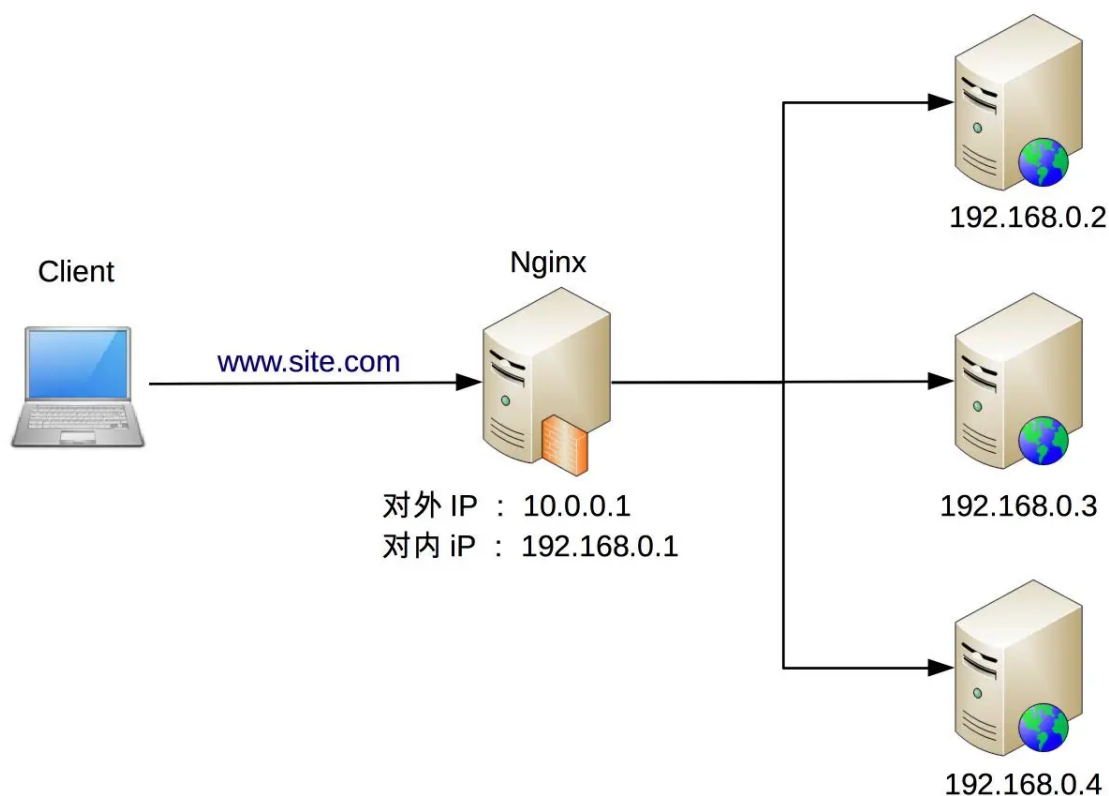 Client
www.site.com
Nginx
对外 IP ： 10.0.0.1
对内 iP ： 192.168.0.1
192.168.0.2
192.168.0.3
192.168.0.4